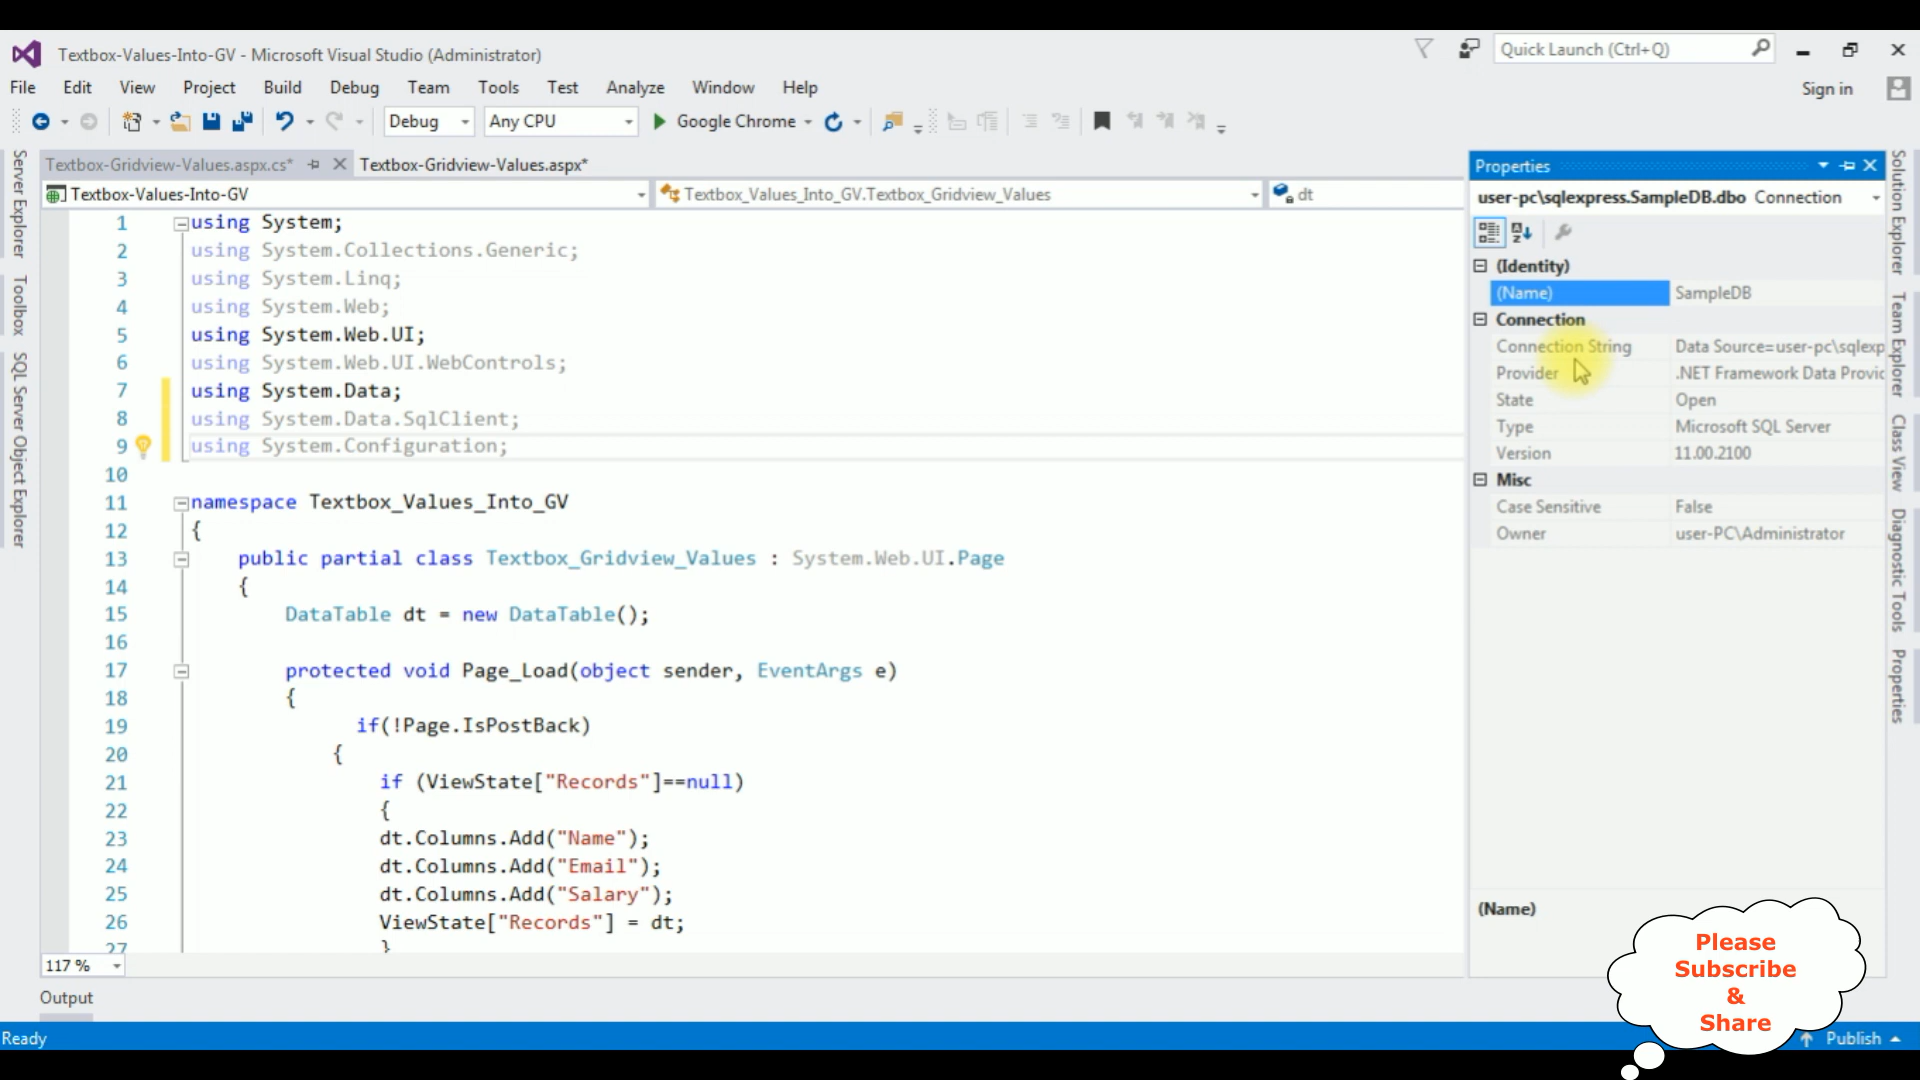 Textbox-Values-Into-GV - Microsoft Visual Studio (Administrator)
Quick Launch (Ctrl+Q)
File Edit View Project Build Debug Team Tools Test Analyze Window Help
Sign in
Debug Any CPU Google Chrome
Textbox-Gridview-Values.aspx.cs* Textbox-Gridview-Values.aspx*
Textbox-Values-Into-GV Textbox_Values_Into_GV.Textbox_Gridview_Values dt
Server Explorer
Toolbox
SQL Server Object Explorer
1 using System;
2 using System.Collections.Generic;
3 using System.Linq;
4 using System.Web;
5 using System.Web.UI;
6 using System.Web.UI.WebControls;
7 using System.Data;
8 using System.Data.SqlClient;
9 using System.Configuration;
10
11 namespace Textbox_Values_Into_GV
12 {
13 public partial class Textbox_Gridview_Values : System.Web.UI.Page
14 {
15 DataTable dt = new DataTable();
16
17 protected void Page_Load(object sender, EventArgs e)
18 {
19 if(!Page.IsPostBack)
20 {
21 if (ViewState["Records"]==null)
22 {
23 dt.Columns.Add("Name");
24 dt.Columns.Add("Email");
25 dt.Columns.Add("Salary");
26 ViewState["Records"] = dt;
27 }
117 %
Output
Ready
Properties
user-pc\sqlexpress.SampleDB.dbo Connection
(Identity)
(Name) SampleDB
Connection
Connection String Data Source=user-pc\sqlexp
Provider .NET Framework Data Provid
State Open
Type Microsoft SQL Server
Version 11.00.2100
Misc
Case Sensitive False
Owner user-PC\Administrator
(Name)
Solution Explorer
Team Explorer
Class View
Diagnostic Tools
Properties
Please
Subscribe
&
Share
Publish